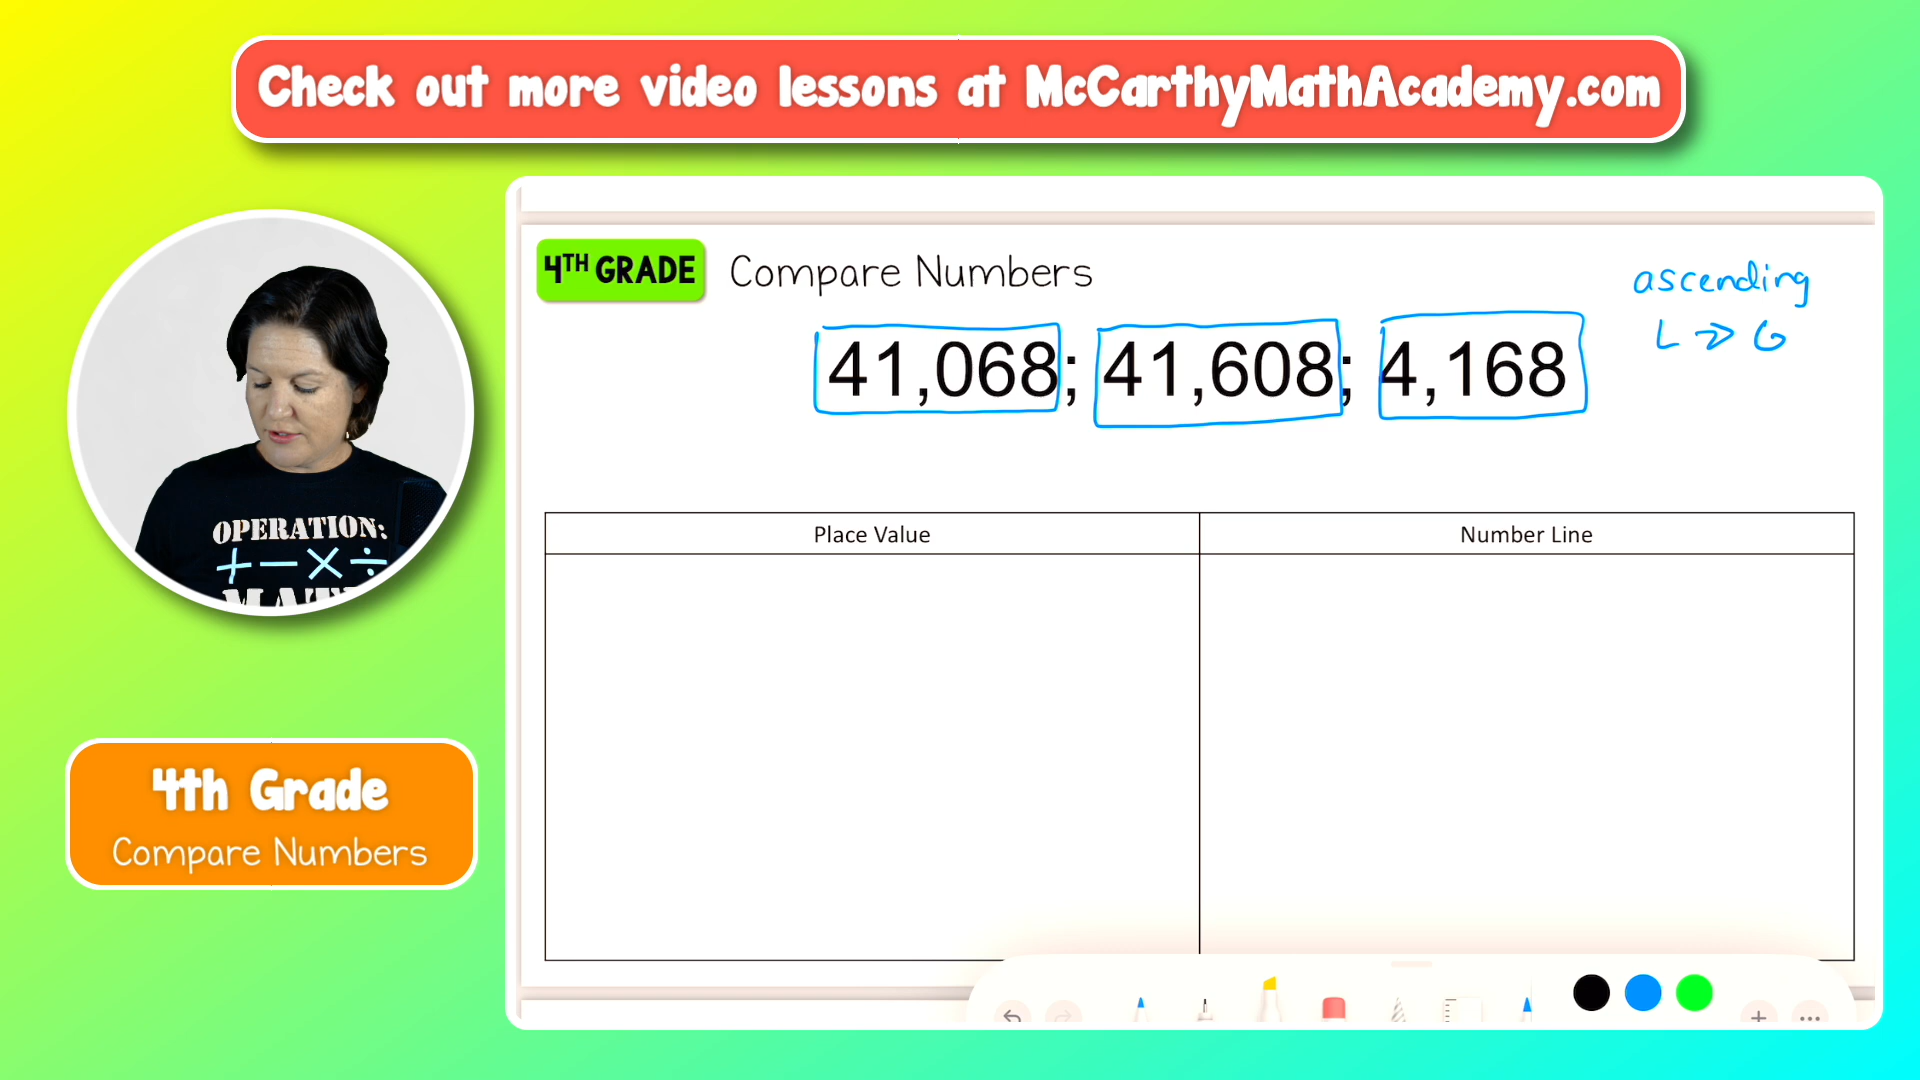 Check out more video lessons at McCarthyMathAcademy.com
4TH GRADE
Compare Numbers
ascending
L → G
41,068; 41,608; 4,168
OPERATION:
+ − × ÷
MATH
Place Value
Number Line
4th Grade
Compare Numbers